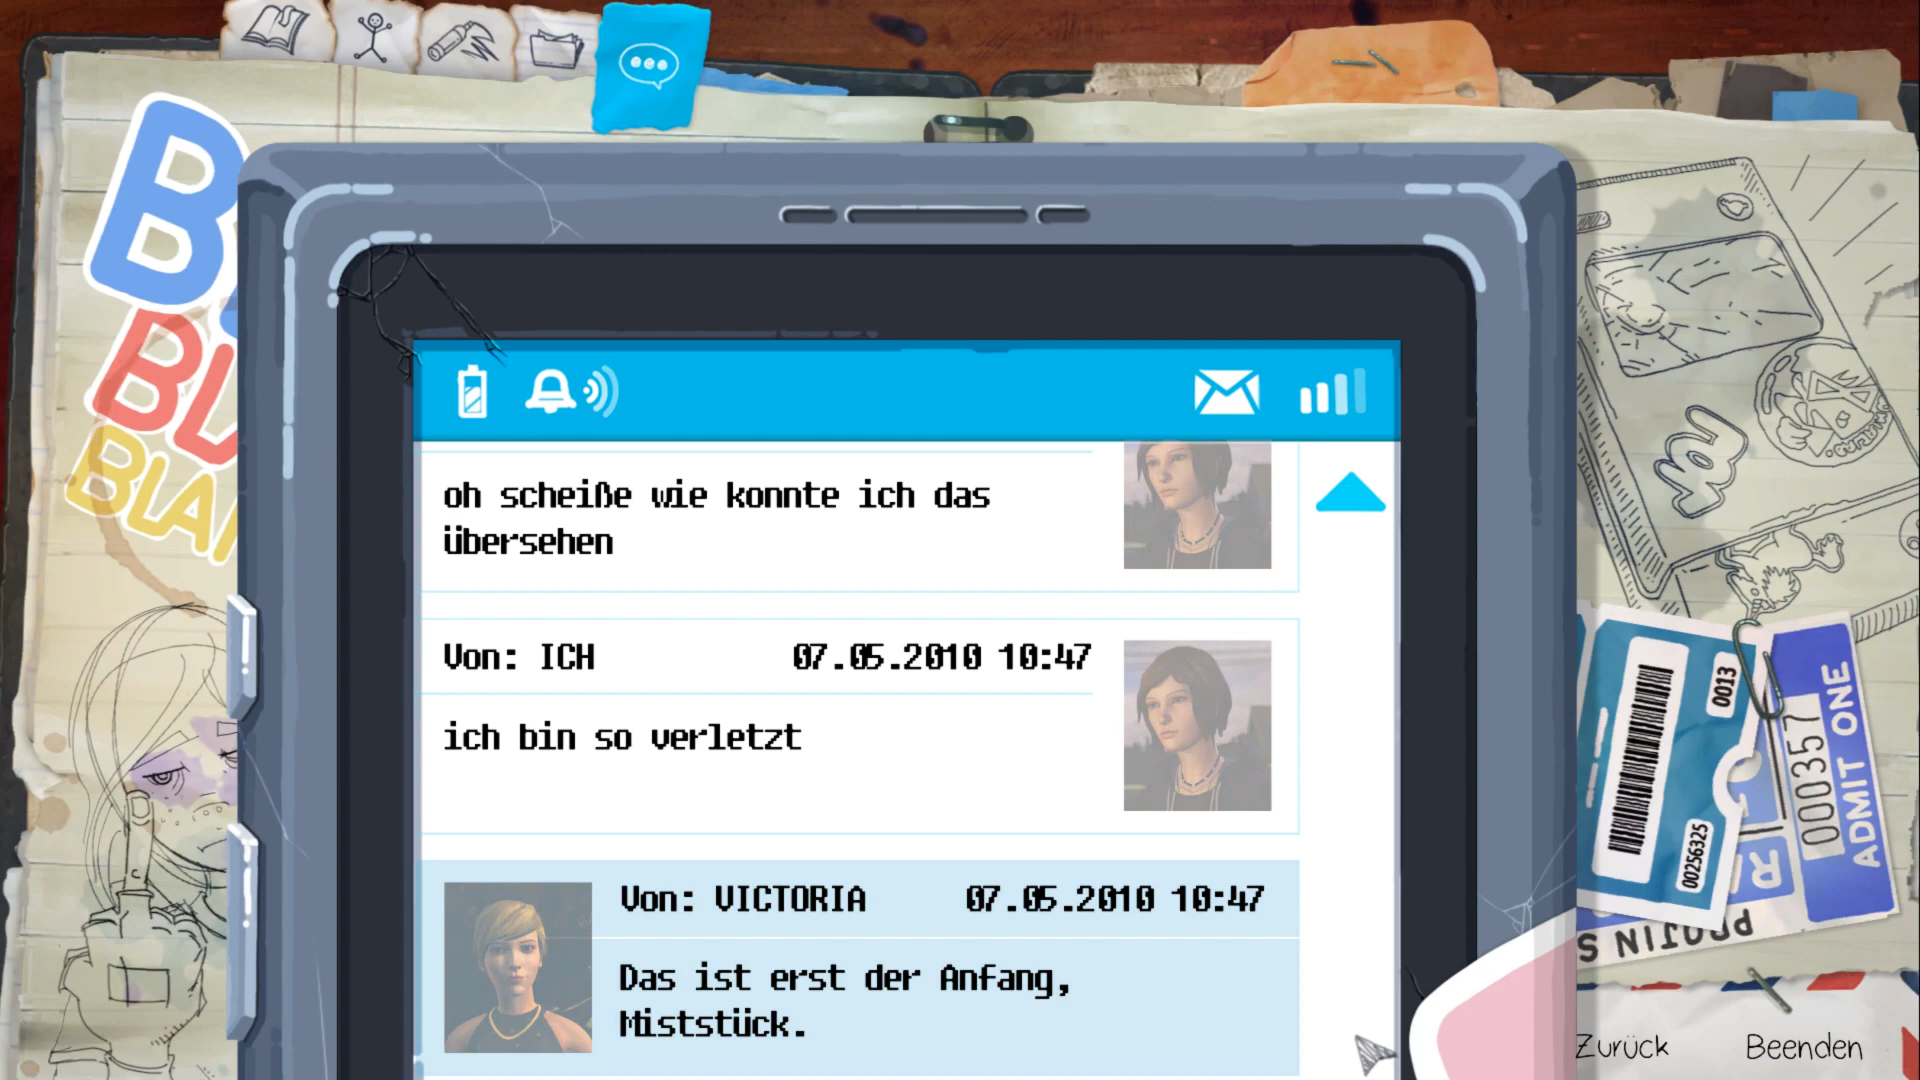 oh scheiße wie konnte ich das
übersehen
Von: ICH 07.05.2010 10:47
ich bin so verletzt
Von: VICTORIA 07.05.2010 10:47
Das ist erst der Anfang,
Miststück.
0013
00256325
000357
ADMIT ONE
Zurück Beenden